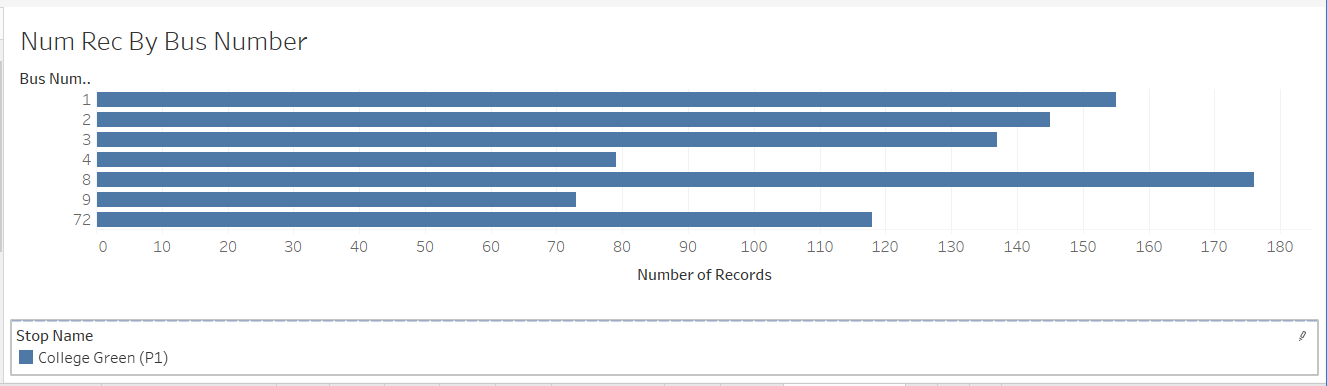 Num Rec By Bus Number
Bus Num..
1
2
3
4
8
9
72
0 10 20 30 40 50 60 70 80 90 100 110 120 130 140 150 160 170 180
Number of Records
Stop Name
College Green (P1)